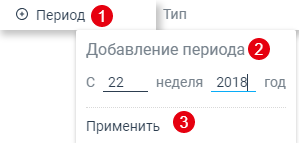 Период 1 Тип
Добавление периода 2
С 22 неделя 2018 год
Применить 3